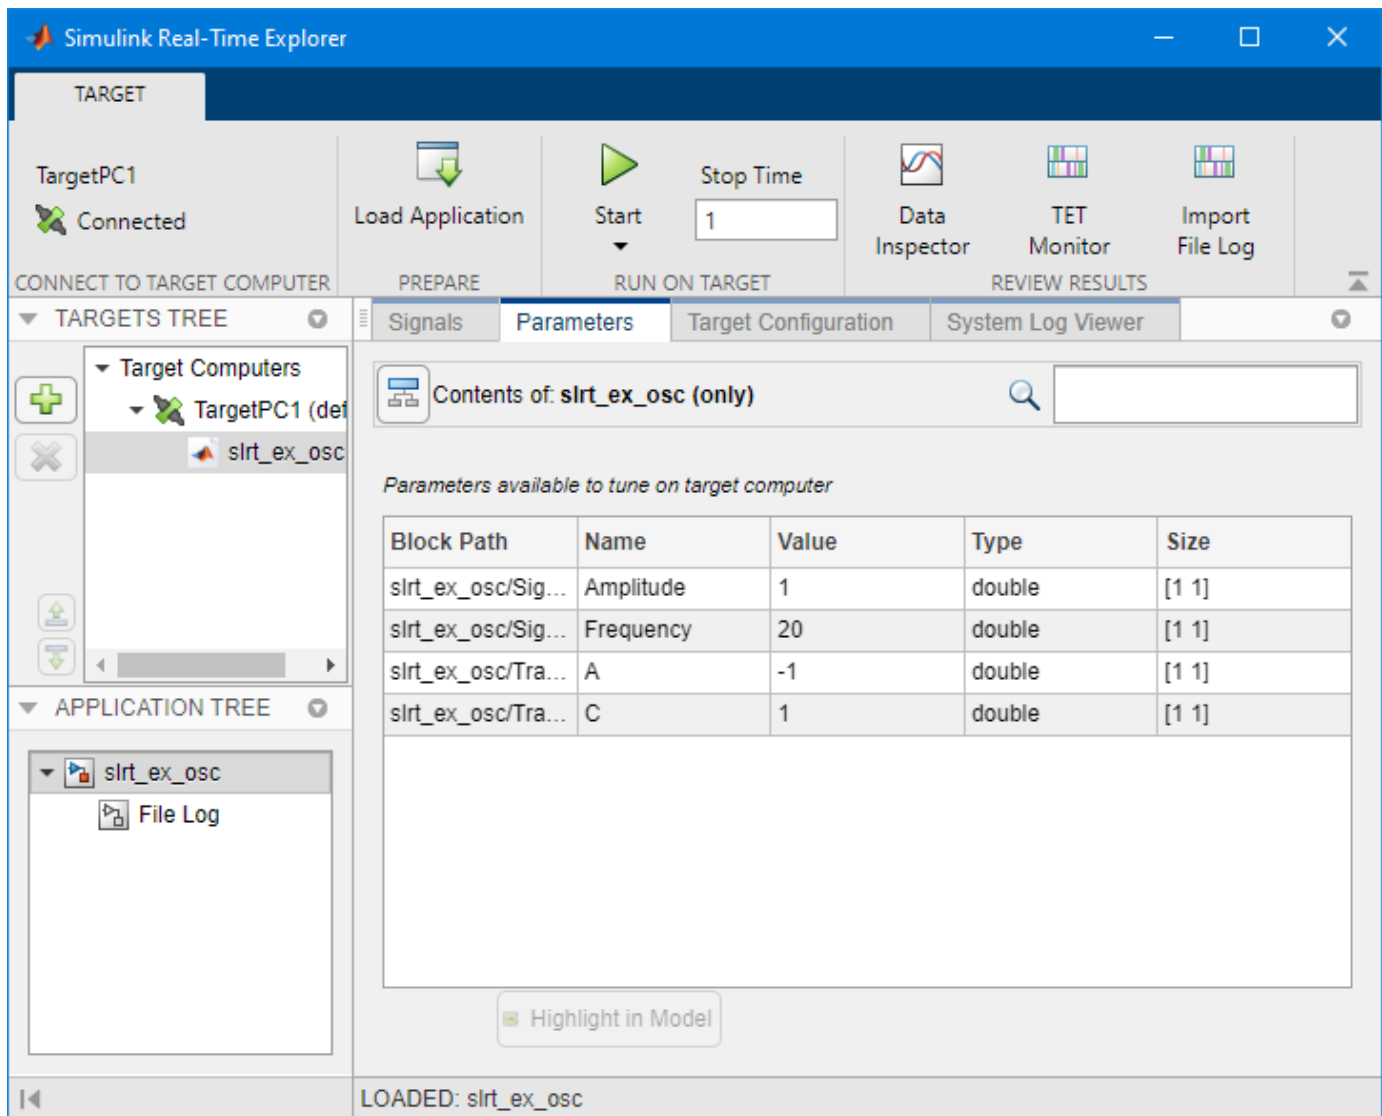 Simulink Real-Time Explorer
TARGET
TargetPC1
Connected
CONNECT TO TARGET COMPUTER
Load Application
PREPARE
Start
Stop Time
1
RUN ON TARGET
Data
Inspector
TET
Monitor
Import
File Log
REVIEW RESULTS
TARGETS TREE
Target Computers
TargetPC1 (def
slrt_ex_osc
APPLICATION TREE
slrt_ex_osc
File Log
Signals Parameters Target Configuration System Log Viewer
Contents of: slrt_ex_osc (only)
Parameters available to tune on target computer
Block Path Name Value Type Size
slrt_ex_osc/Sig... Amplitude 1 double [1 1]
slrt_ex_osc/Sig... Frequency 20 double [1 1]
slrt_ex_osc/Tra... A -1 double [1 1]
slrt_ex_osc/Tra... C 1 double [1 1]
Highlight in Model
LOADED: slrt_ex_osc